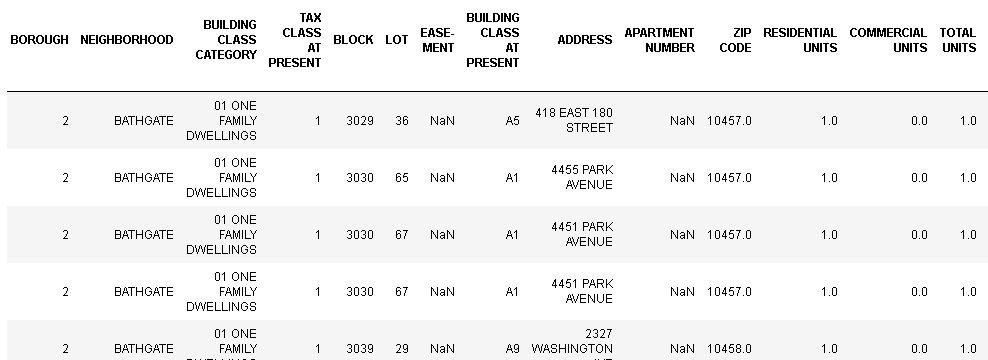 BOROUGH NEIGHBORHOOD BUILDING CLASS CATEGORY TAX CLASS AT PRESENT BLOCK LOT EASE-MENT BUILDING CLASS AT PRESENT ADDRESS APARTMENT NUMBER ZIP CODE RESIDENTIAL UNITS COMMERCIAL UNITS TOTAL UNITS
2 BATHGATE 01 ONE FAMILY DWELLINGS 1 3029 36 NaN A5 418 EAST 180 STREET NaN 10457.0 1.0 0.0 1.0
2 BATHGATE 01 ONE FAMILY DWELLINGS 1 3030 65 NaN A1 4455 PARK AVENUE NaN 10457.0 1.0 0.0 1.0
2 BATHGATE 01 ONE FAMILY DWELLINGS 1 3030 67 NaN A1 4451 PARK AVENUE NaN 10457.0 1.0 0.0 1.0
2 BATHGATE 01 ONE FAMILY DWELLINGS 1 3030 67 NaN A1 4451 PARK AVENUE NaN 10457.0 1.0 0.0 1.0
2 BATHGATE 01 ONE FAMILY 1 3039 29 NaN A9 2327 WASHINGTON NaN 10458.0 1.0 0.0 1.0